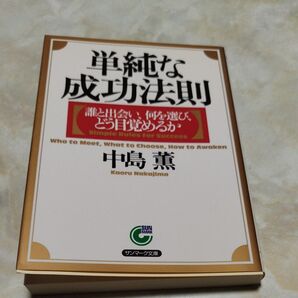 単純な
成功法則
誰と出会い、何を選び、
どう目覚めるか
Simple Rules for Success
Who to Meet, What to Choose, How to Awaken
中島 薫
Kaoru Nakajima
SUN
MARK
サンマーク文庫